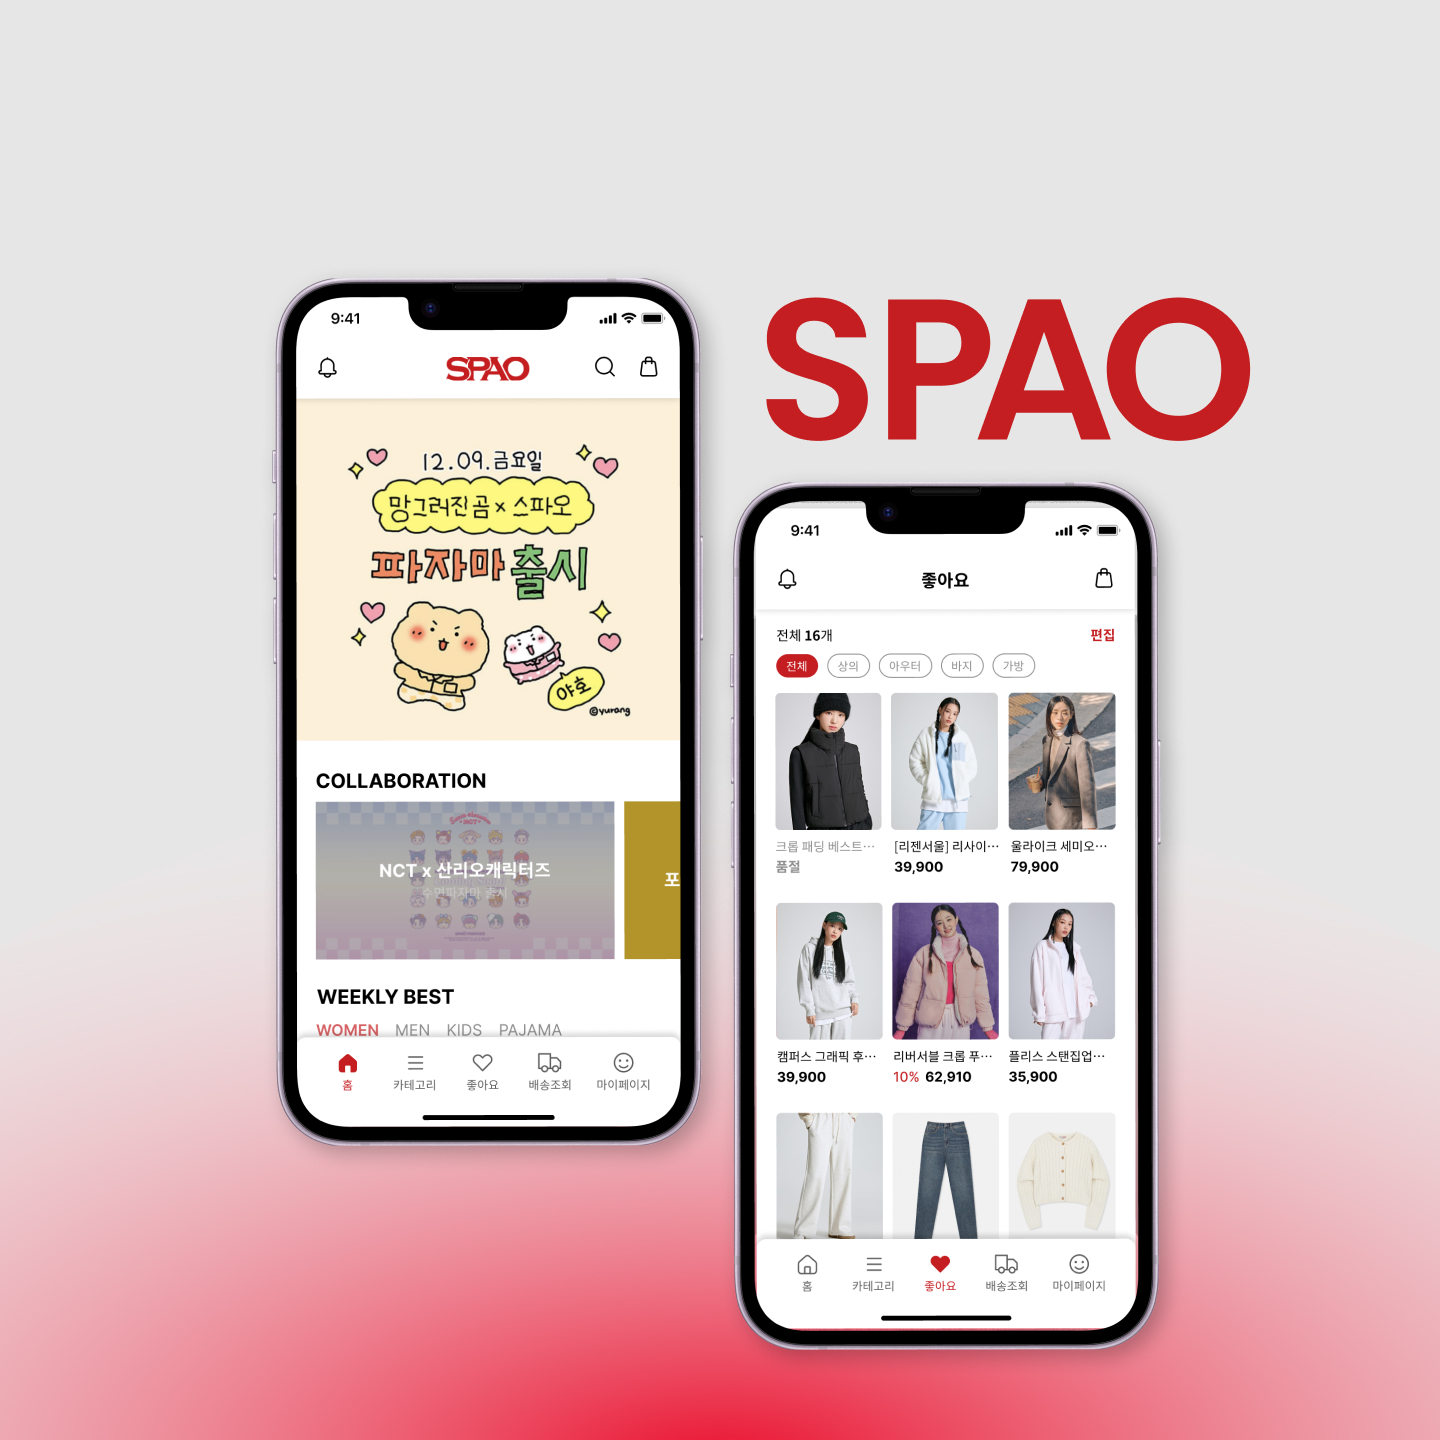 9:41
SPAO
12.09.금요일
망그러진곰 x 스파오
파자마 출시
야호
©yurang
COLLABORATION
NCT x 산리오캐릭터즈
수면파자마 출시
포
WEEKLY BEST
WOMEN MEN KIDS PAJAMA
홈 카테고리 좋아요 배송조회 마이페이지
SPAO
9:41
좋아요
전체 16개 편집
전체 상의 아우터 바지 가방
크롭 패딩 베스트··· [리젠서울] 리사이··· 울라이크 세미오···
품절 39,900 79,900
캠퍼스 그래픽 후··· 리버서블 크롭 푸··· 플리스 스탠집업···
39,900 10% 62,910 35,900
홈 카테고리 좋아요 배송조회 마이페이지